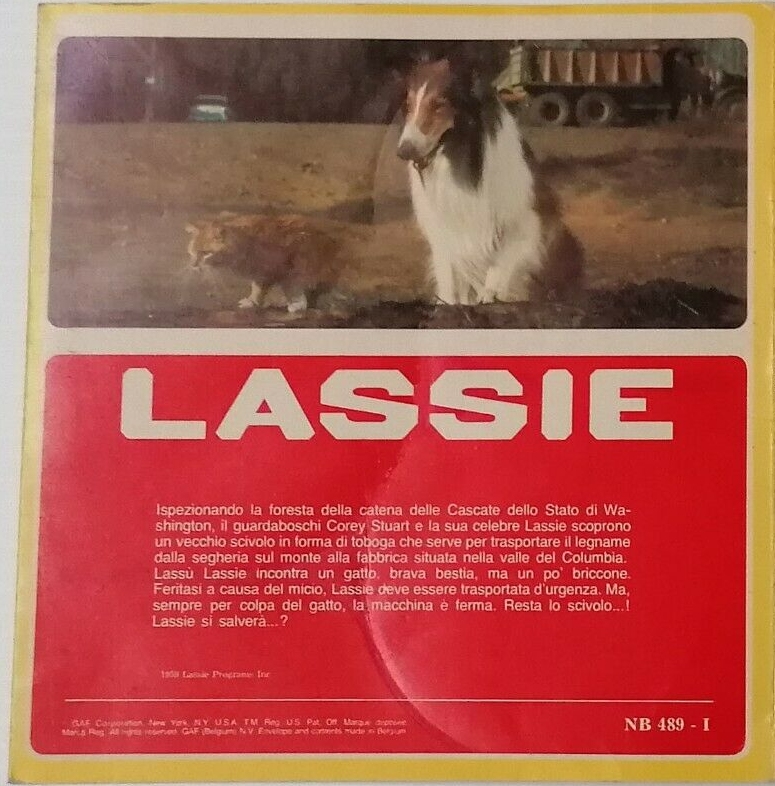 LASSIE
Ispezionando la foresta della catena delle Cascate dello Stato di Wa-
shington, il guardaboschi Corey Stuart e la sua celebre Lassie scoprono
un vecchio scivolo in forma di toboga che serve per trasportare il legname
dalla segheria sul monte alla fabbrica situata nella valle del Columbia.
Lassù Lassie incontra un gatto, brava bestia, ma un po' briccone.
Feritasi a causa del micio, Lassie deve essere trasportata d'urgenza. Ma,
sempre per colpa del gatto, la macchina è ferma. Resta lo scivolo...!
Lassie si salverà...?
Lassie Programs Inc
GAF Corporation, New York, N.Y. U.S.A. T.M. Reg. U.S. Pat. Off. Marque déposée
Marca Reg. All rights reserved. GAF (Belgium) N.V. Envelope and contents made in Belgium
NB 489 - I